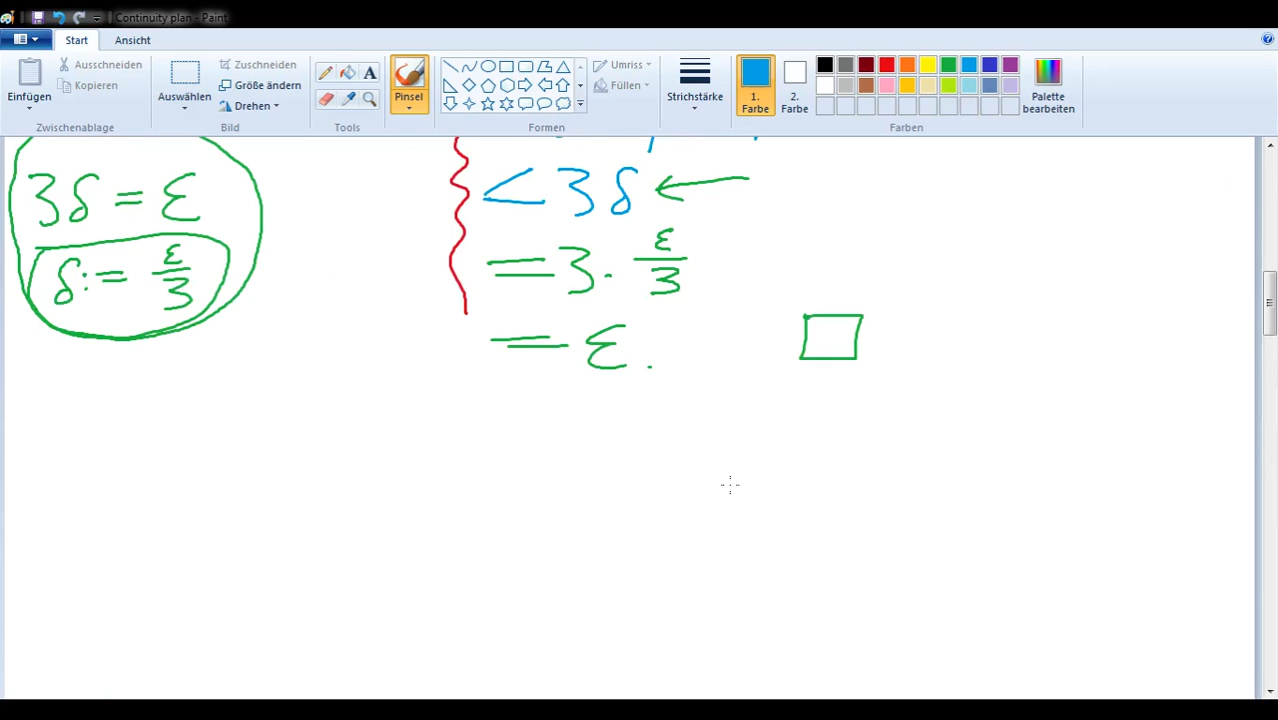 Continuity plan - Paint
Start Ansicht
Einfügen
Ausschneiden
Kopieren
Zwischenablage
Auswählen
Zuschneiden
Größe ändern
Drehen
Bild
A
Tools
Pinsel
Umriss
Füllen
Formen
Strichstärke
1.
Farbe
2.
Farbe
Palette
bearbeiten
Farben
3δ = ε
δ := ε/3
< 3δ ←
= 3 · ε/3
= ε . □